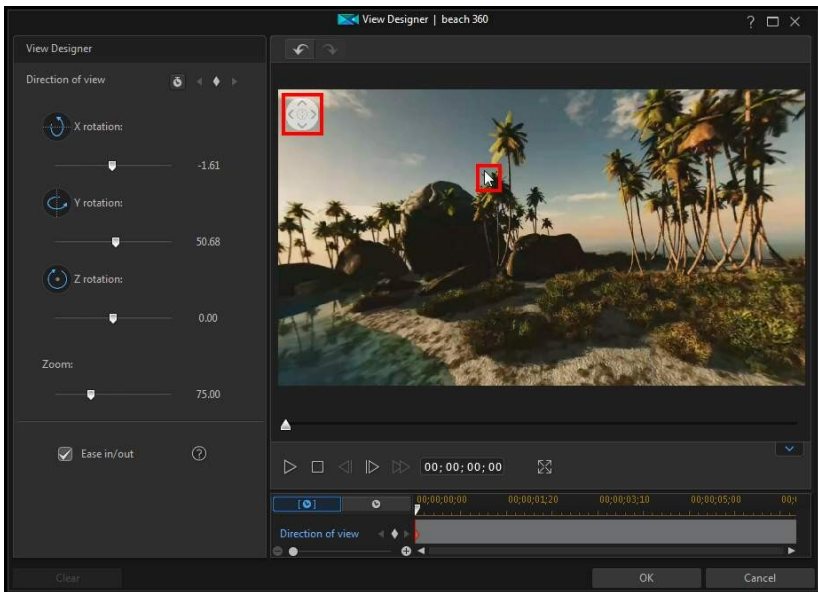 View Designer | beach 360
View Designer
Direction of view
X rotation:
-1.61
Y rotation:
50.68
Z rotation:
0.00
Zoom:
75.00
Ease in/out
00; 00; 00; 00
00;00;00;00 00;00;01;20 00;00;03;10 00;00;05;00
Direction of view
Clear
OK
Cancel